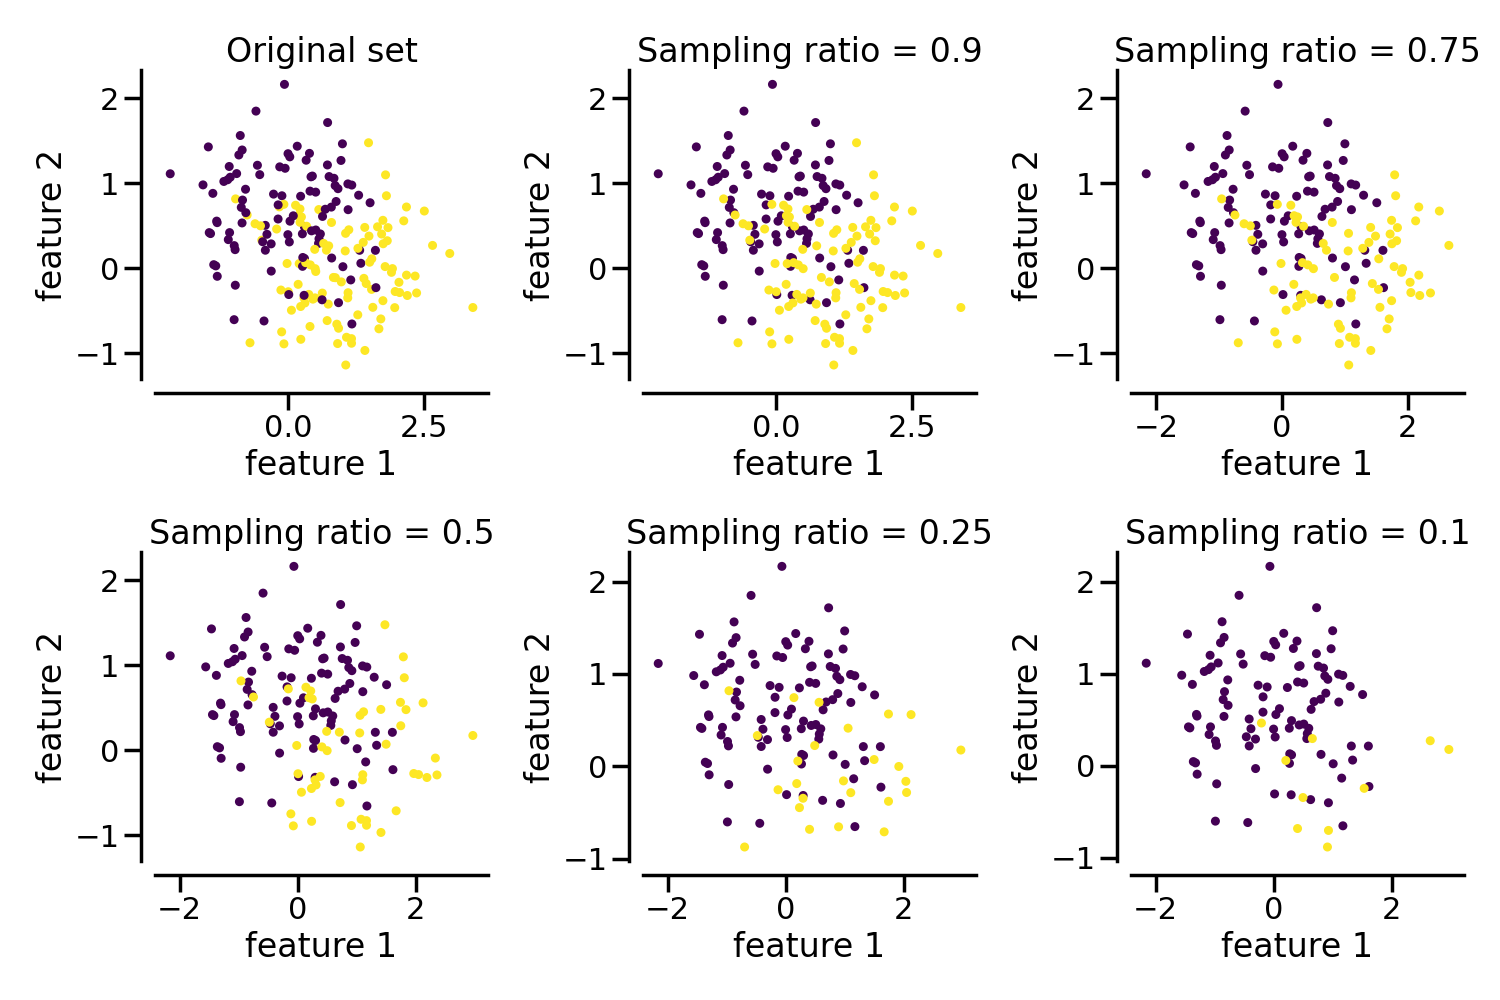 Original set
Sampling ratio = 0.9
Sampling ratio = 0.75
feature 2
2
1
0
−1
0.0
2.5
feature 1
feature 2
2
1
0
−1
0.0
2.5
feature 1
feature 2
2
1
0
−1
−2
0
2
feature 1
Sampling ratio = 0.5
Sampling ratio = 0.25
Sampling ratio = 0.1
feature 2
2
1
0
−1
−2
0
2
feature 1
feature 2
2
1
0
−1
−2
0
2
feature 1
feature 2
2
1
0
−1
−2
0
2
feature 1